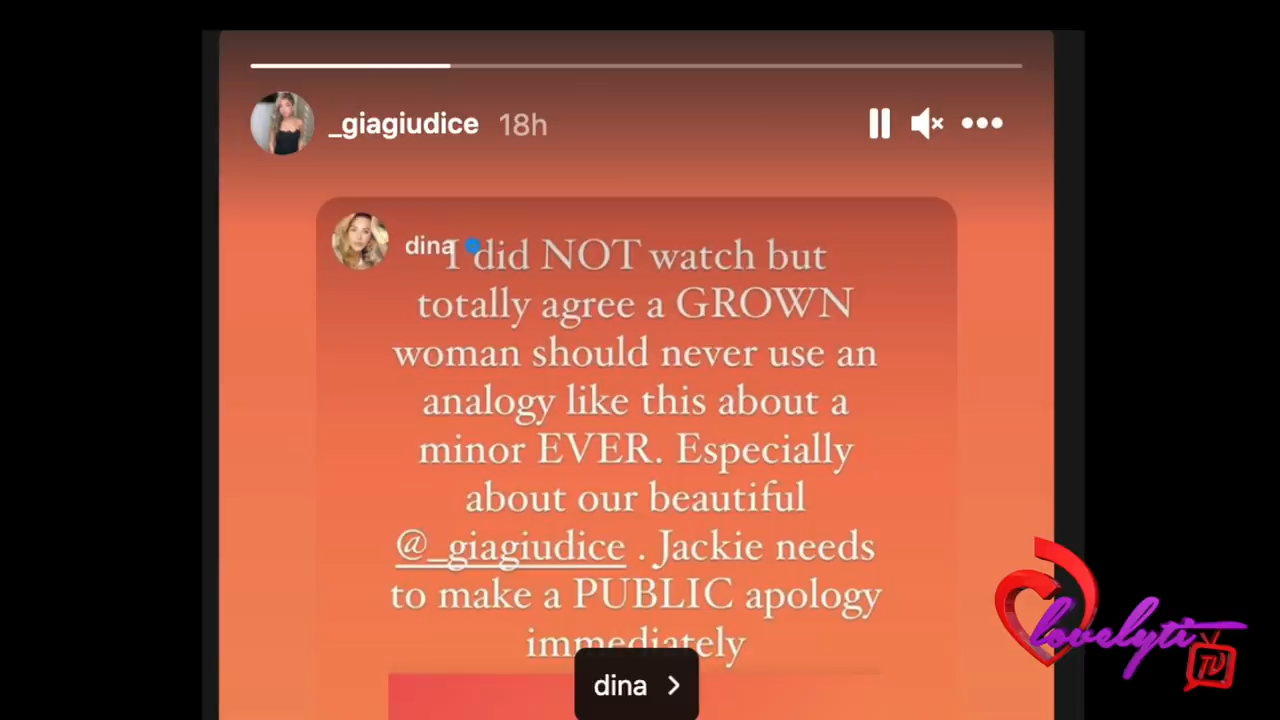 _giagiudice 18h
dina
I did NOT watch but
totally agree a GROWN
woman should never use an
analogy like this about a
minor EVER. Especially
about our beautiful
@_giagiudice . Jackie needs
to make a PUBLIC apology
immediately
dina >
lovelyti
TV